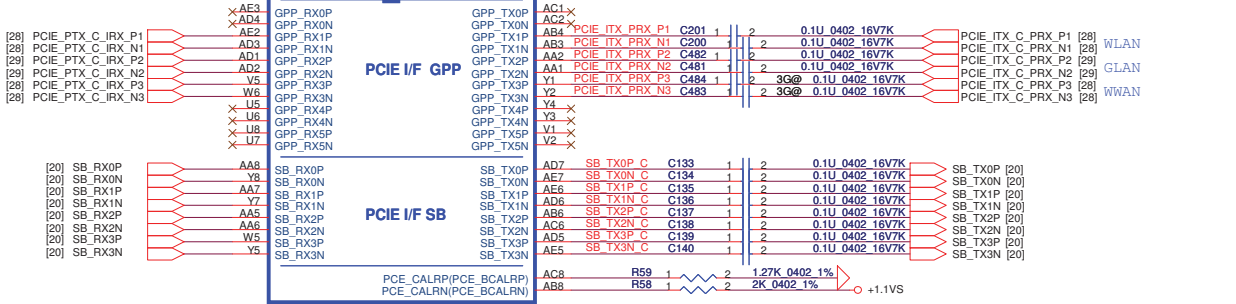 AE3 GPP_RX0P GPP_TX0P AC1
AD4 GPP_RX0N GPP_TX0N AC2
[28] PCIE_PTX_C_IRX_P1 AE2 GPP_RX1P GPP_TX1P AB4 PCIE_ITX_PRX_P1 C201 1 2 0.1U_0402_16V7K PCIE_ITX_C_PRX_P1 [28]
[28] PCIE_PTX_C_IRX_N1 AD3 GPP_RX1N GPP_TX1N AB3 PCIE_ITX_PRX_N1 C200 1 2 0.1U_0402_16V7K PCIE_ITX_C_PRX_N1 [28] WLAN
[29] PCIE_PTX_C_IRX_P2 AD1 GPP_RX2P PCIE I/F GPP GPP_TX2P AA2 PCIE_ITX_PRX_P2 C482 1 2 0.1U_0402_16V7K PCIE_ITX_C_PRX_P2 [29]
[29] PCIE_PTX_C_IRX_N2 AD2 GPP_RX2N GPP_TX2N AA1 PCIE_ITX_PRX_N2 C481 1 2 0.1U_0402_16V7K PCIE_ITX_C_PRX_N2 [29] GLAN
[28] PCIE_PTX_C_IRX_P3 V5 GPP_RX3P GPP_TX3P Y1 PCIE_ITX_PRX_P3 C484 1 2 3G@ 0.1U_0402_16V7K PCIE_ITX_C_PRX_P3 [28]
[28] PCIE_PTX_C_IRX_N3 W6 GPP_RX3N GPP_TX3N Y2 PCIE_ITX_PRX_N3 C483 1 2 3G@ 0.1U_0402_16V7K PCIE_ITX_C_PRX_N3 [28] WWAN
U5 GPP_RX4P GPP_TX4P Y4
U6 GPP_RX4N GPP_TX4N Y3
U8 GPP_RX5P GPP_TX5P V1
U7 GPP_RX5N GPP_TX5N V2
[20] SB_RX0P AA8 SB_RX0P SB_TX0P AD7 SB_TX0P_C C133 1 2 0.1U_0402_16V7K SB_TX0P [20]
[20] SB_RX0N Y8 SB_RX0N SB_TX0N AE7 SB_TX0N_C C134 1 2 0.1U_0402_16V7K SB_TX0N [20]
[20] SB_RX1P AA7 SB_RX1P SB_TX1P AE6 SB_TX1P_C C135 1 2 0.1U_0402_16V7K SB_TX1P [20]
[20] SB_RX1N Y7 SB_RX1N SB_TX1N AD6 SB_TX1N_C C136 1 2 0.1U_0402_16V7K SB_TX1N [20]
[20] SB_RX2P AA5 SB_RX2P PCIE I/F SB SB_TX2P AB6 SB_TX2P_C C137 1 2 0.1U_0402_16V7K SB_TX2P [20]
[20] SB_RX2N AA6 SB_RX2N SB_TX2N AC6 SB_TX2N_C C138 1 2 0.1U_0402_16V7K SB_TX2N [20]
[20] SB_RX3P W5 SB_RX3P SB_TX3P AD5 SB_TX3P_C C139 1 2 0.1U_0402_16V7K SB_TX3P [20]
[20] SB_RX3N Y5 SB_RX3N SB_TX3N AE5 SB_TX3N_C C140 1 2 0.1U_0402_16V7K SB_TX3N [20]
PCE_CALRP(PCE_BCALRP) AC8 R59 1 2 1.27K_0402_1%
PCE_CALRN(PCE_BCALRN) AB8 R58 1 2 2K_0402_1% +1.1VS